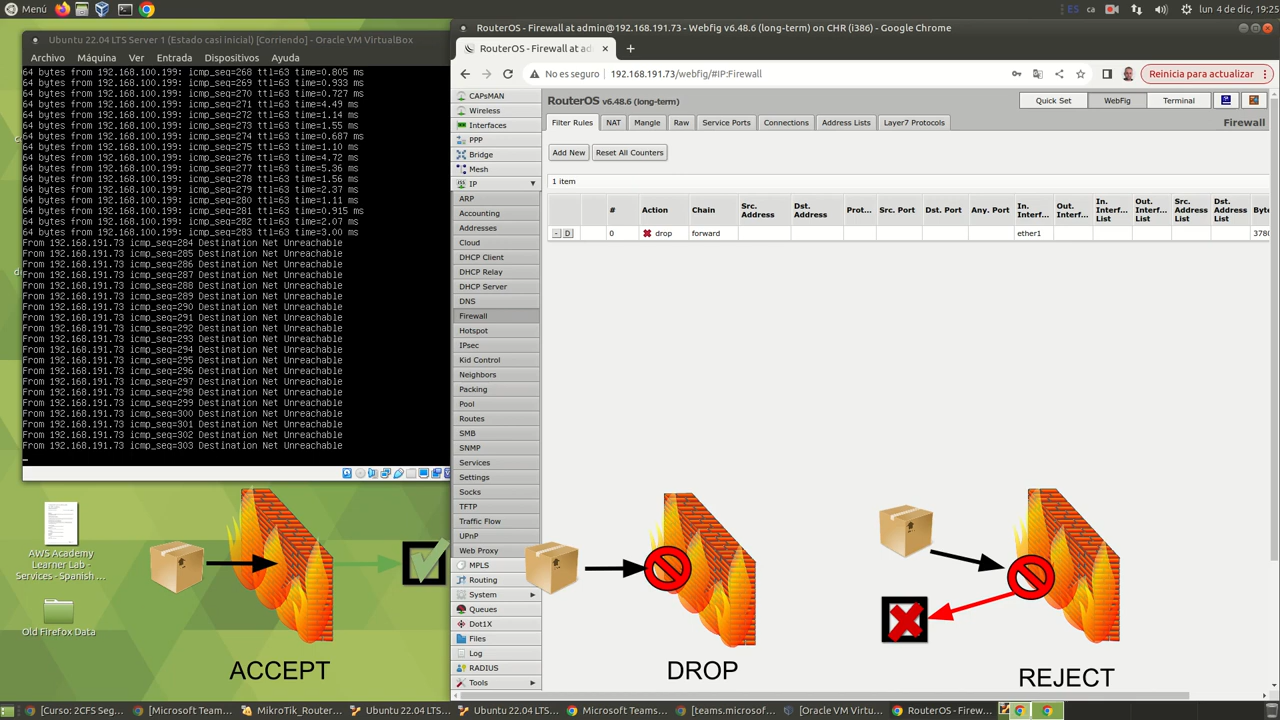 Menú
ES
ca
lun 4 de dic, 19:25
Ubuntu 22.04 LTS Server 1 (Estado casi inicial) [Corriendo] - Oracle VM VirtualBox
Archivo Máquina Ver Entrada Dispositivos Ayuda
64 bytes from 192.168.100.199: icmp_seq=268 ttl=63 time=0.805 ms
64 bytes from 192.168.100.199: icmp_seq=269 ttl=63 time=0.933 ms
64 bytes from 192.168.100.199: icmp_seq=270 ttl=63 time=0.727 ms
64 bytes from 192.168.100.199: icmp_seq=271 ttl=63 time=4.49 ms
64 bytes from 192.168.100.199: icmp_seq=272 ttl=63 time=1.14 ms
64 bytes from 192.168.100.199: icmp_seq=273 ttl=63 time=1.55 ms
64 bytes from 192.168.100.199: icmp_seq=274 ttl=63 time=0.687 ms
64 bytes from 192.168.100.199: icmp_seq=275 ttl=63 time=1.10 ms
64 bytes from 192.168.100.199: icmp_seq=276 ttl=63 time=4.72 ms
64 bytes from 192.168.100.199: icmp_seq=277 ttl=63 time=5.36 ms
64 bytes from 192.168.100.199: icmp_seq=278 ttl=63 time=1.56 ms
64 bytes from 192.168.100.199: icmp_seq=279 ttl=63 time=2.37 ms
64 bytes from 192.168.100.199: icmp_seq=280 ttl=63 time=1.11 ms
64 bytes from 192.168.100.199: icmp_seq=281 ttl=63 time=0.915 ms
64 bytes from 192.168.100.199: icmp_seq=282 ttl=63 time=2.07 ms
64 bytes from 192.168.100.199: icmp_seq=283 ttl=63 time=3.00 ms
From 192.168.191.73 icmp_seq=284 Destination Net Unreachable
From 192.168.191.73 icmp_seq=285 Destination Net Unreachable
From 192.168.191.73 icmp_seq=286 Destination Net Unreachable
From 192.168.191.73 icmp_seq=287 Destination Net Unreachable
From 192.168.191.73 icmp_seq=288 Destination Net Unreachable
From 192.168.191.73 icmp_seq=289 Destination Net Unreachable
From 192.168.191.73 icmp_seq=290 Destination Net Unreachable
From 192.168.191.73 icmp_seq=291 Destination Net Unreachable
From 192.168.191.73 icmp_seq=292 Destination Net Unreachable
From 192.168.191.73 icmp_seq=293 Destination Net Unreachable
From 192.168.191.73 icmp_seq=294 Destination Net Unreachable
From 192.168.191.73 icmp_seq=295 Destination Net Unreachable
From 192.168.191.73 icmp_seq=296 Destination Net Unreachable
From 192.168.191.73 icmp_seq=297 Destination Net Unreachable
From 192.168.191.73 icmp_seq=298 Destination Net Unreachable
From 192.168.191.73 icmp_seq=299 Destination Net Unreachable
From 192.168.191.73 icmp_seq=300 Destination Net Unreachable
From 192.168.191.73 icmp_seq=301 Destination Net Unreachable
From 192.168.191.73 icmp_seq=302 Destination Net Unreachable
From 192.168.191.73 icmp_seq=303 Destination Net Unreachable
RouterOS - Firewall at admin@192.168.191.73 - Webfig v6.48.6 (long-term) on CHR (i386) - Google Chrome
RouterOS - Firewall at adm
No es seguro 192.168.191.73/webfig/#IP:Firewall
Reinicia para actualizar
CAPsMAN
Wireless
Interfaces
PPP
Bridge
Mesh
IP
ARP
Accounting
Addresses
Cloud
DHCP Client
DHCP Relay
DHCP Server
DNS
Firewall
Hotspot
IPsec
Kid Control
Neighbors
Packing
Pool
Routes
SMB
SNMP
Services
Settings
Socks
TFTP
Traffic Flow
UPnP
Web Proxy
MPLS
Routing
System
Queues
Dot1X
Files
Log
RADIUS
Tools
RouterOS v6.48.6 (long-term)
Quick Set WebFig Terminal
Filter Rules NAT Mangle Raw Service Ports Connections Address Lists Layer7 Protocols
Firewall
Add New Reset All Counters
1 item
# Action Chain Src. Address Dst. Address Prot... Src. Port Dst. Port Any. Port In. Interf... Out. Interf... In. Interf... List Out. Interf... List Src. Address List Dst. Address List Byte
- D 0 drop forward ether1 3780
AWS Academy
Learner Lab -
Services - Spanish ...
Old Firefox Data
ACCEPT
DROP
REJECT
[Curso: 2CFS Seg...
[Microsoft Team...
MikroTik_Router...
Ubuntu 22.04 LTS...
Ubuntu 22.04 LTS...
Microsoft Teams...
[teams.microsof...
[Oracle VM Virtu...
RouterOS - Firew...